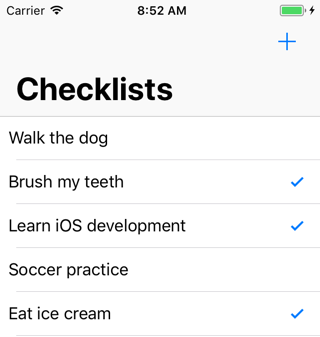 Carrier 8:52 AM
Checklists
Walk the dog
Brush my teeth
Learn iOS development
Soccer practice
Eat ice cream